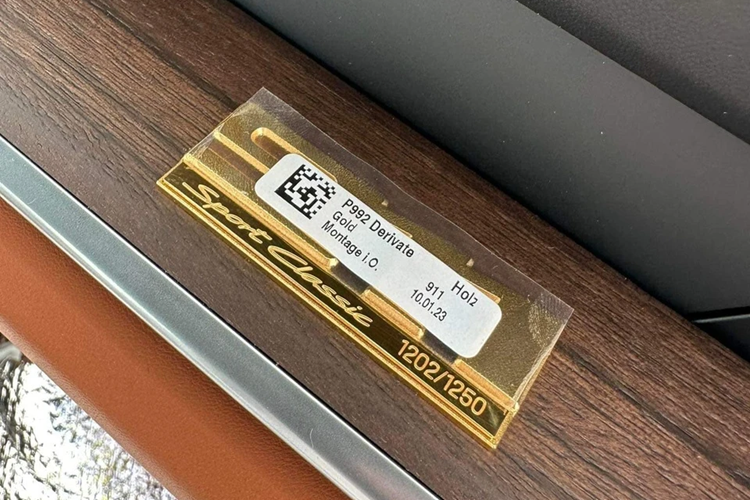 P992 Derivate
Gold Holz
Montage i.O. 911
10.01.23
Sport Classic
1202/1250